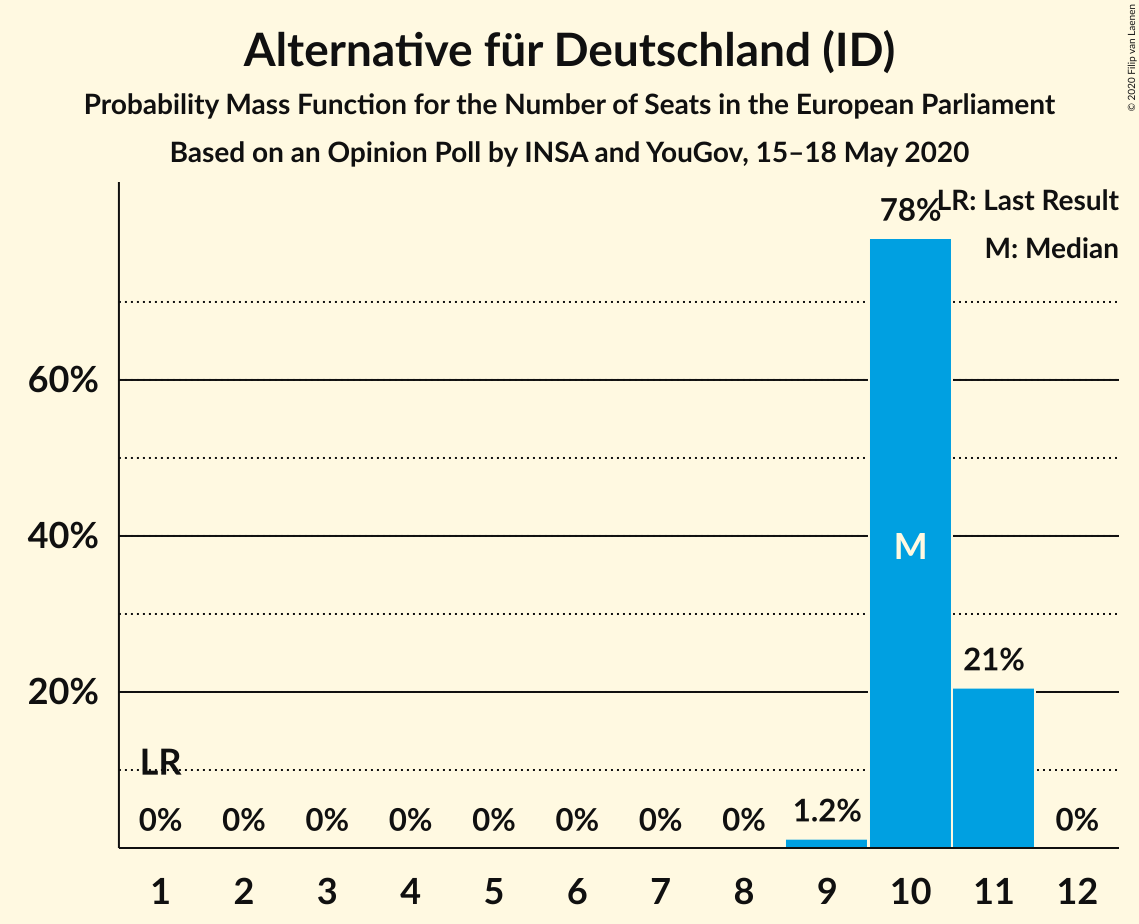 Alternative für Deutschland (ID)
Probability Mass Function for the Number of Seats in the European Parliament
Based on an Opinion Poll by INSA and YouGov, 15–18 May 2020
© 2020 Filip van Laenen
LR: Last Result
M: Median
78%
60%
40%
20%
M
21%
LR
0% 0% 0% 0% 0% 0% 0% 0% 1.2% 0%
1 2 3 4 5 6 7 8 9 10 11 12